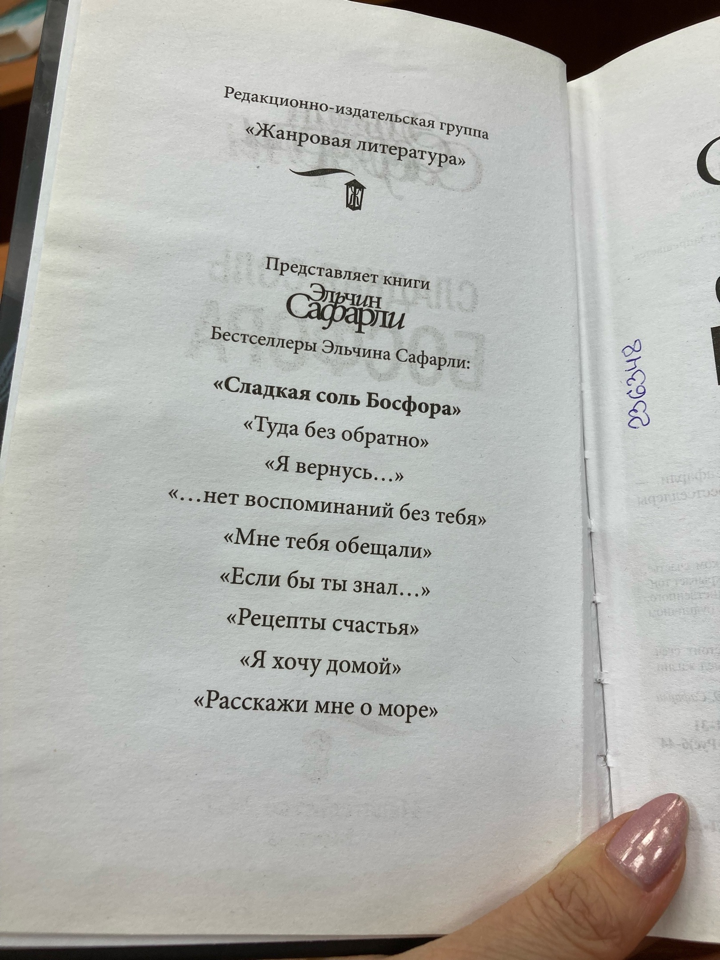 Редакционно-издательская группа
«Жанровая литература»
Ж
Представляет книги
Эльчин
Сафарли
Бестселлеры Эльчина Сафарли:
«Сладкая соль Босфора»
«Туда без обратно»
«Я вернусь…»
«…нет воспоминаний без тебя»
«Мне тебя обещали»
«Если бы ты знал…»
«Рецепты счастья»
«Я хочу домой»
«Расскажи мне о море»
236348